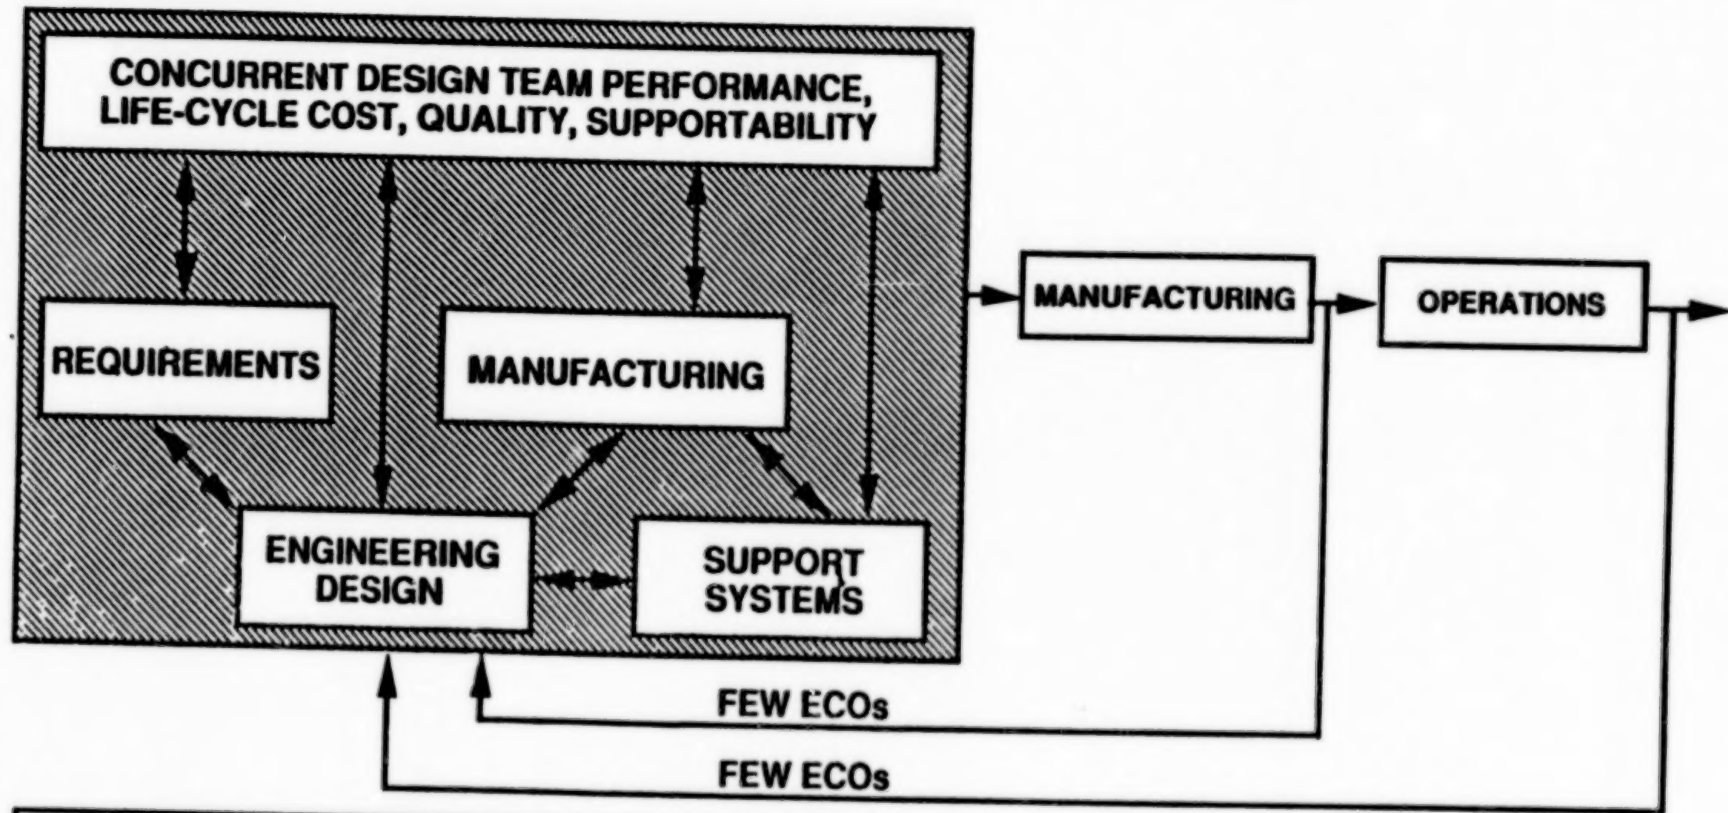 CONCURRENT DESIGN TEAM PERFORMANCE,
LIFE-CYCLE COST, QUALITY, SUPPORTABILITY
REQUIREMENTS
MANUFACTURING
ENGINEERING
DESIGN
SUPPORT
SYSTEMS
MANUFACTURING
OPERATIONS
FEW ECOs
FEW ECOs